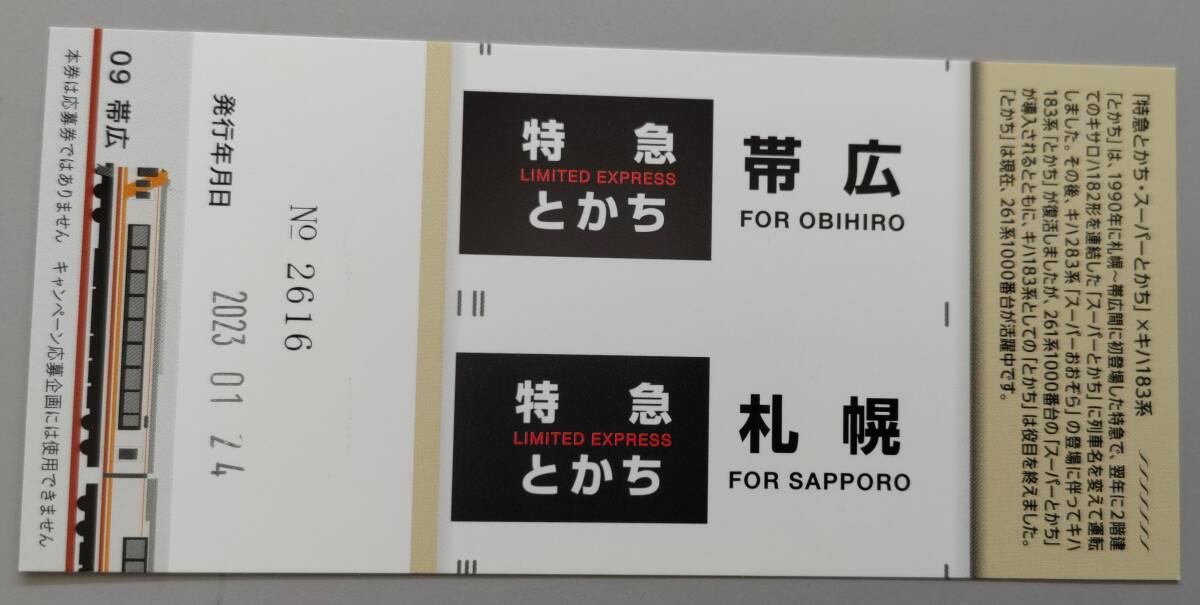 「特急とかち・スーパーとかち」×キハ183系
「とかち」は、1990年に札幌~帯広間に初登場した特急で、翌年に2階建
てのキサロハ182形を連結した「スーパーとかち」に列車名を変えて運転
しました。その後、キハ283系「スーパーおおぞら」の登場に伴ってキハ
183系「とかち」が復活しましたが、261系1000番台の「スーパーとかち」
が導入されるとともに、キハ183系としての「とかち」は役目を終えました。
「とかち」は現在、261系1000番台が活躍中です。
特急
LIMITED EXPRESS
とかち
帯広
FOR OBIHIRO
特急
LIMITED EXPRESS
とかち
札幌
FOR SAPPORO
No 2616
発行年月日 2023 01 24
09 帯広
本券は応募券ではありません キャンペーン応募企画には使用できません